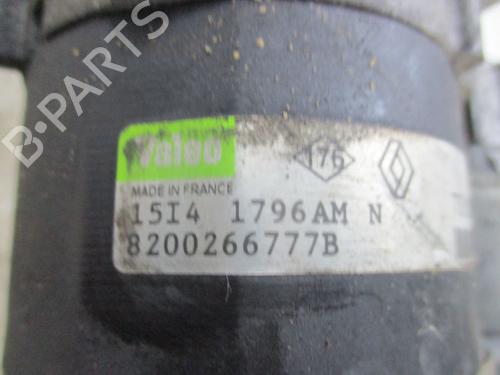 B-PARTS
Valeo
176
MADE IN FRANCE
15I4 1796AM N
8200266777B